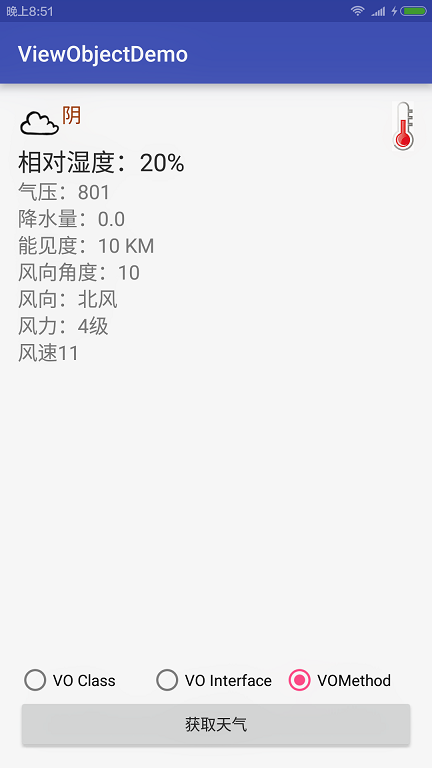 晚上8:51
ViewObjectDemo
阴
相对湿度：20%
气压：801
降水量：0.0
能见度：10 KM
风向角度：10
风向：北风
风力：4级
风速11
VO Class VO Interface VOMethod
获取天气